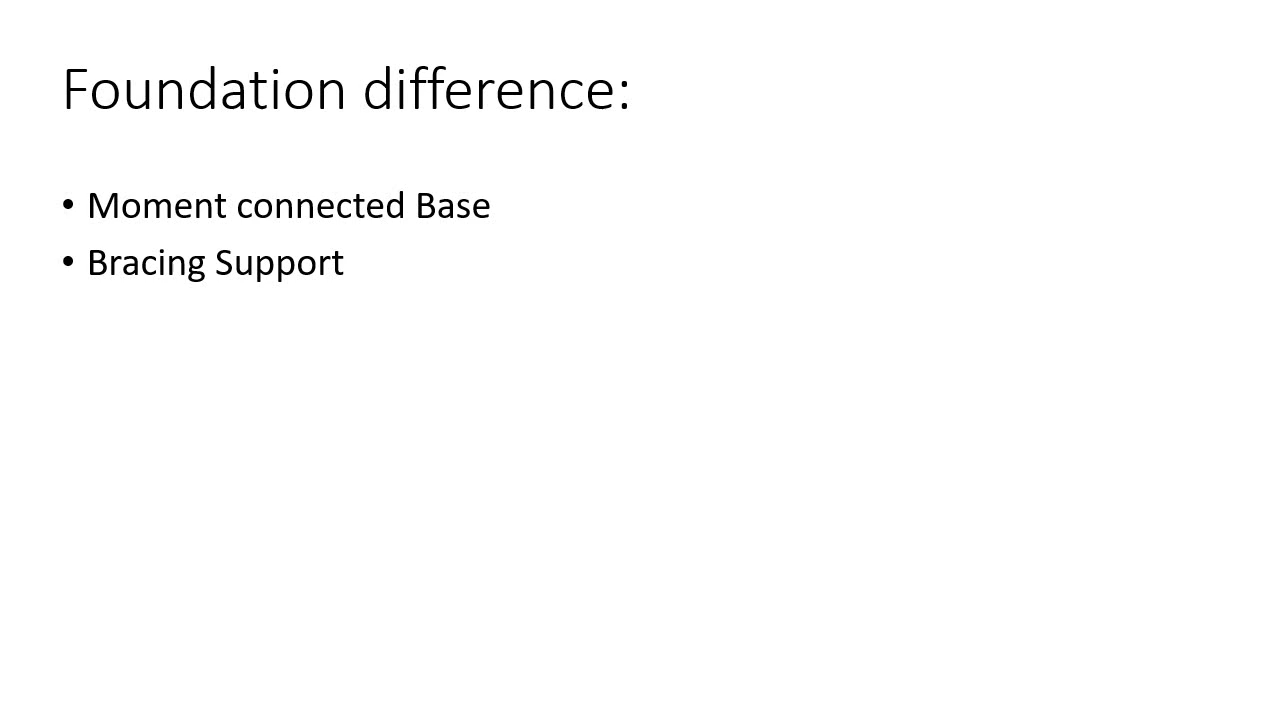 Foundation difference:
• Moment connected Base
• Bracing Support